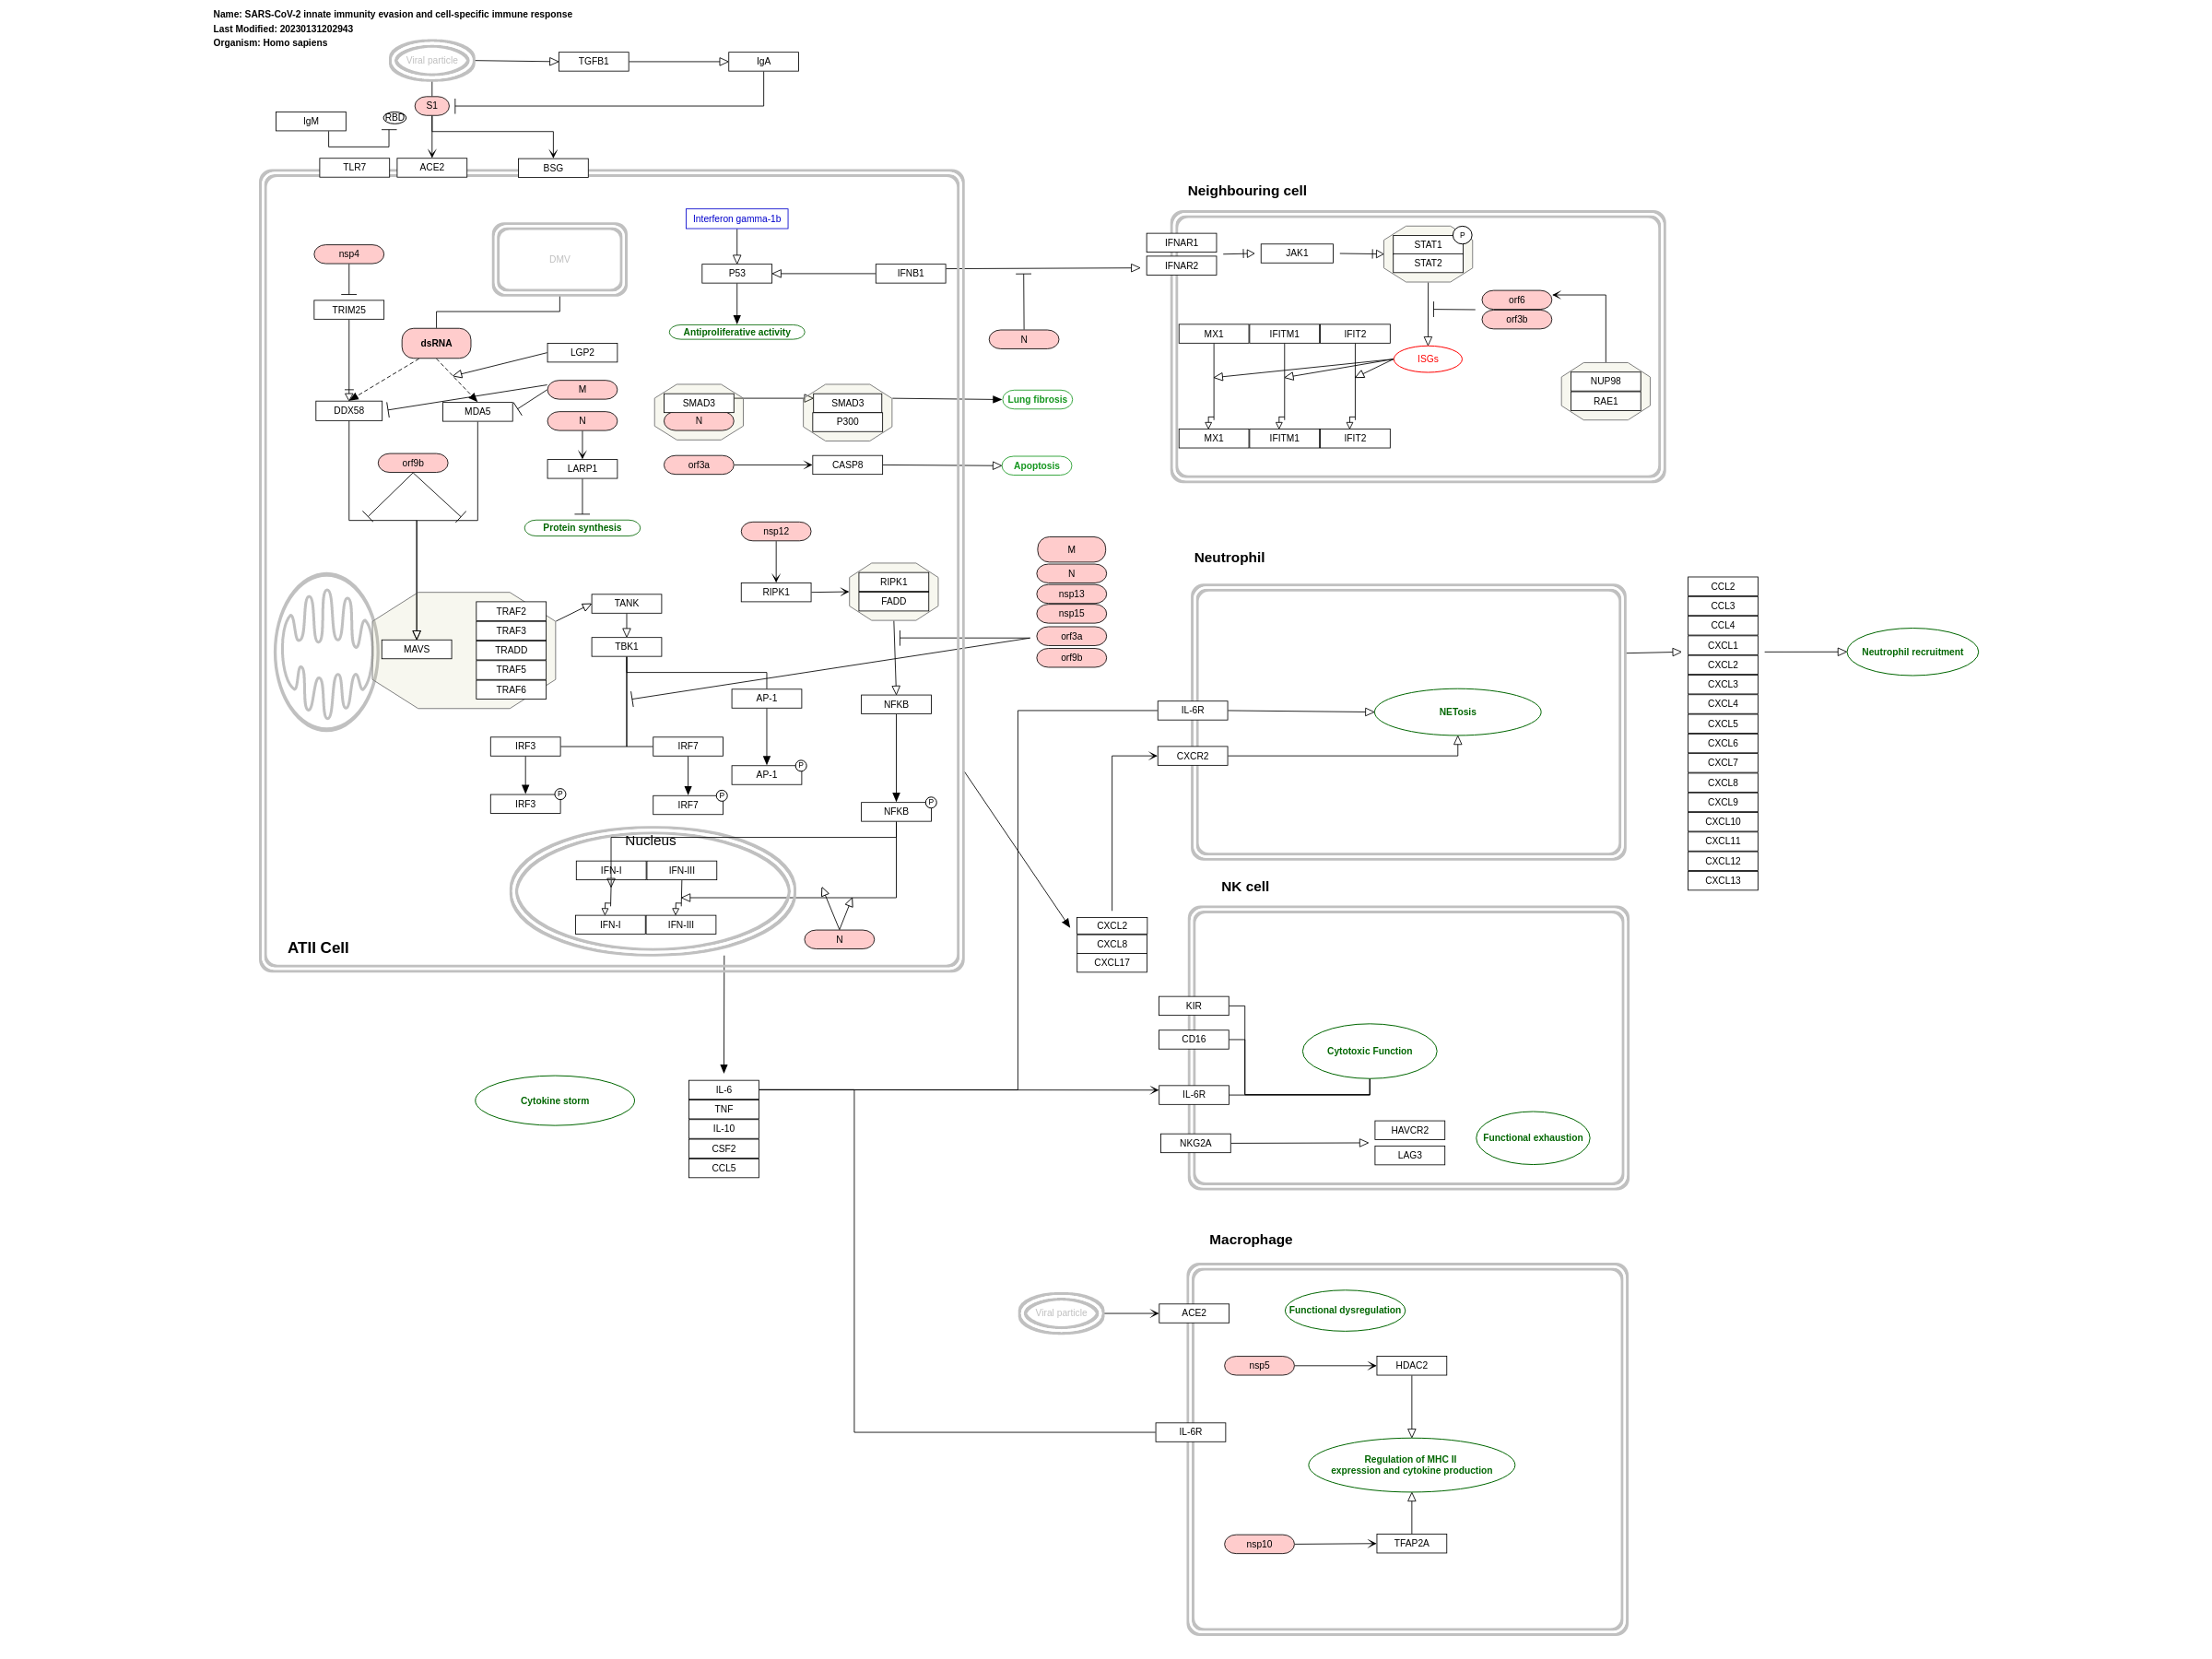 Name: SARS-CoV-2 innate immunity evasion and cell-specific immune response
Last Modified: 20230131202943
Organism: Homo sapiens
Viral particle
TGFB1
IgA
S1
IgM
RBD
TLR7
ACE2
BSG
Interferon gamma-1b
nsp4
DMV
P53
IFNB1
TRIM25
Antiproliferative activity
dsRNA
N
LGP2
M
DDX58
MDA5
N
SMAD3
N
SMAD3
P300
Lung fibrosis
orf9b
LARP1
orf3a
CASP8
Apoptosis
Protein synthesis
nsp12
RIPK1
RIPK1
FADD
M
N
nsp13
nsp15
orf3a
orf9b
MAVS
TRAF2
TRAF3
TRADD
TRAF5
TRAF6
TANK
TBK1
AP-1
NFKB
IRF3
IRF7
AP-1
P
IRF3
P
IRF7
P
NFKB
P
Nucleus
IFN-I
IFN-III
IFN-I
IFN-III
N
ATII Cell
Neighbouring cell
IFNAR1
IFNAR2
JAK1
STAT1
P
STAT2
orf6
orf3b
MX1
IFITM1
IFIT2
ISGs
NUP98
RAE1
MX1
IFITM1
IFIT2
Neutrophil
IL-6R
NETosis
CXCR2
CCL2
CCL3
CCL4
CXCL1
CXCL2
CXCL3
CXCL4
CXCL5
CXCL6
CXCL7
CXCL8
CXCL9
CXCL10
CXCL11
CXCL12
CXCL13
Neutrophil recruitment
NK cell
CXCL2
CXCL8
CXCL17
KIR
CD16
Cytotoxic Function
IL-6R
NKG2A
HAVCR2
LAG3
Functional exhaustion
Cytokine storm
IL-6
TNF
IL-10
CSF2
CCL5
Macrophage
Viral particle
ACE2
Functional dysregulation
nsp5
HDAC2
IL-6R
Regulation of MHC II
expression and cytokine production
nsp10
TFAP2A